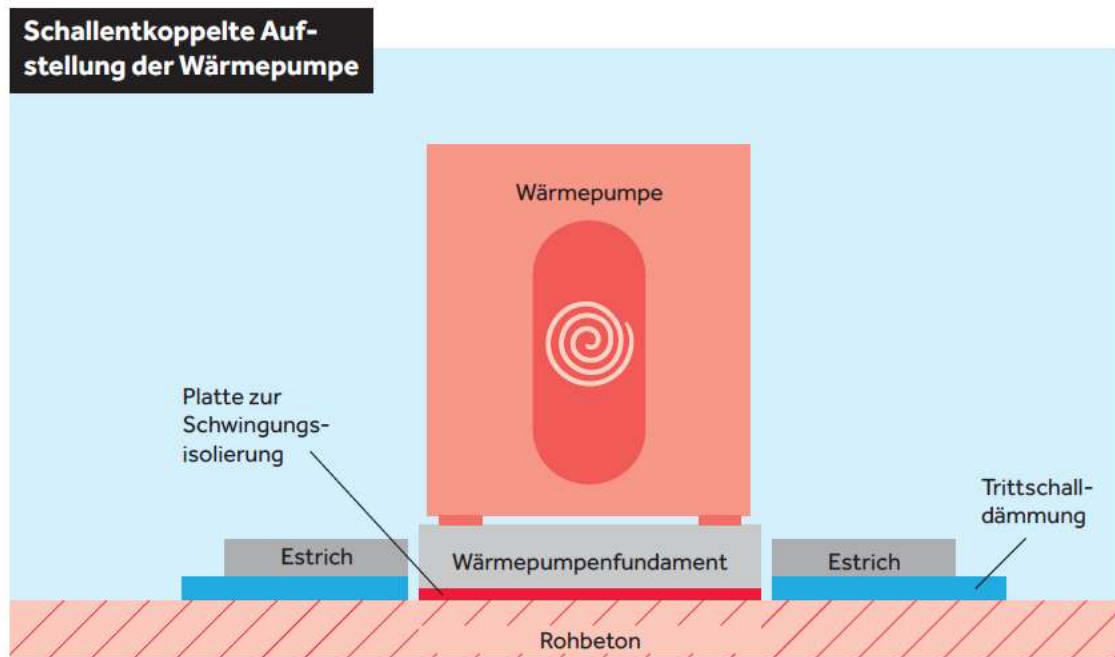 Schallentkoppelte Auf-
stellung der Wärmepumpe
Wärmepumpe
Platte zur
Schwingungs-
isolierung
Trittschall-
dämmung
Estrich
Wärmepumpenfundament
Estrich
Rohbeton